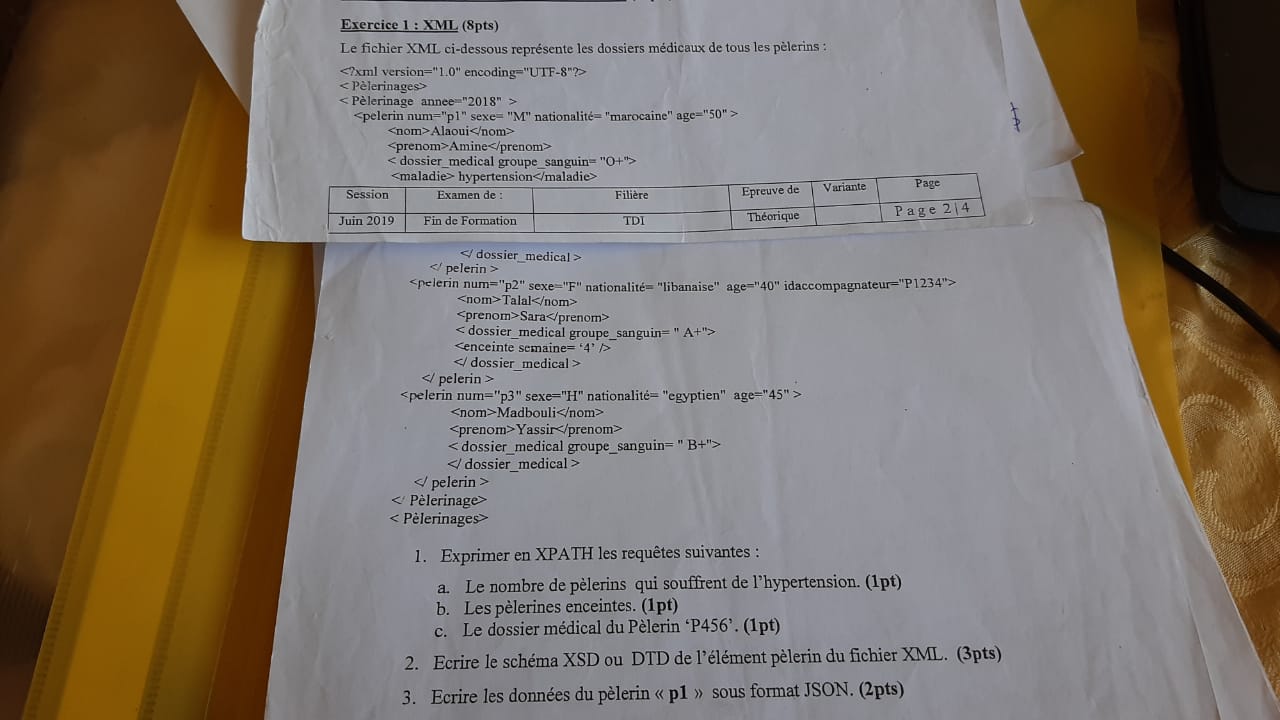 Exercice 1 : XML (8pts)
Le fichier XML ci-dessous représente les dossiers médicaux de tous les pèlerins :
<?xml version="1.0" encoding="UTF-8"?>
< Pèlerinages>
< Pèlerinage annee="2018" >
<pelerin num="p1" sexe= "M" nationalité= "marocaine" age="50" >
<nom>Alaoui</nom>
<prenom>Amine</prenom>
< dossier_medical groupe_sanguin= "O+">
<maladie> hypertension</maladie>
Session Examen de : Filière Epreuve de Variante Page
Juin 2019 Fin de Formation TDI Théorique Page 2|4
</ dossier_medical >
</ pelerin >
<pelerin num="p2" sexe="F" nationalité= "libanaise" age="40" idaccompagnateur="P1234">
<nom>Talal</nom>
<prenom>Sara</prenom>
< dossier_medical groupe_sanguin= " A+">
<enceinte semaine= ‘4’ />
</ dossier_medical >
</ pelerin >
<pelerin num="p3" sexe="H" nationalité= "egyptien" age="45" >
<nom>Madbouli</nom>
<prenom>Yassir</prenom>
< dossier_medical groupe_sanguin= " B+">
</ dossier_medical >
</ pelerin >
</ Pèlerinage>
< Pèlerinages>
1. Exprimer en XPATH les requêtes suivantes :
a. Le nombre de pèlerins qui souffrent de l’hypertension. (1pt)
b. Les pèlerines enceintes. (1pt)
c. Le dossier médical du Pèlerin ‘P456’. (1pt)
2. Ecrire le schéma XSD ou DTD de l’élément pèlerin du fichier XML. (3pts)
3. Ecrire les données du pèlerin « p1 » sous format JSON. (2pts)